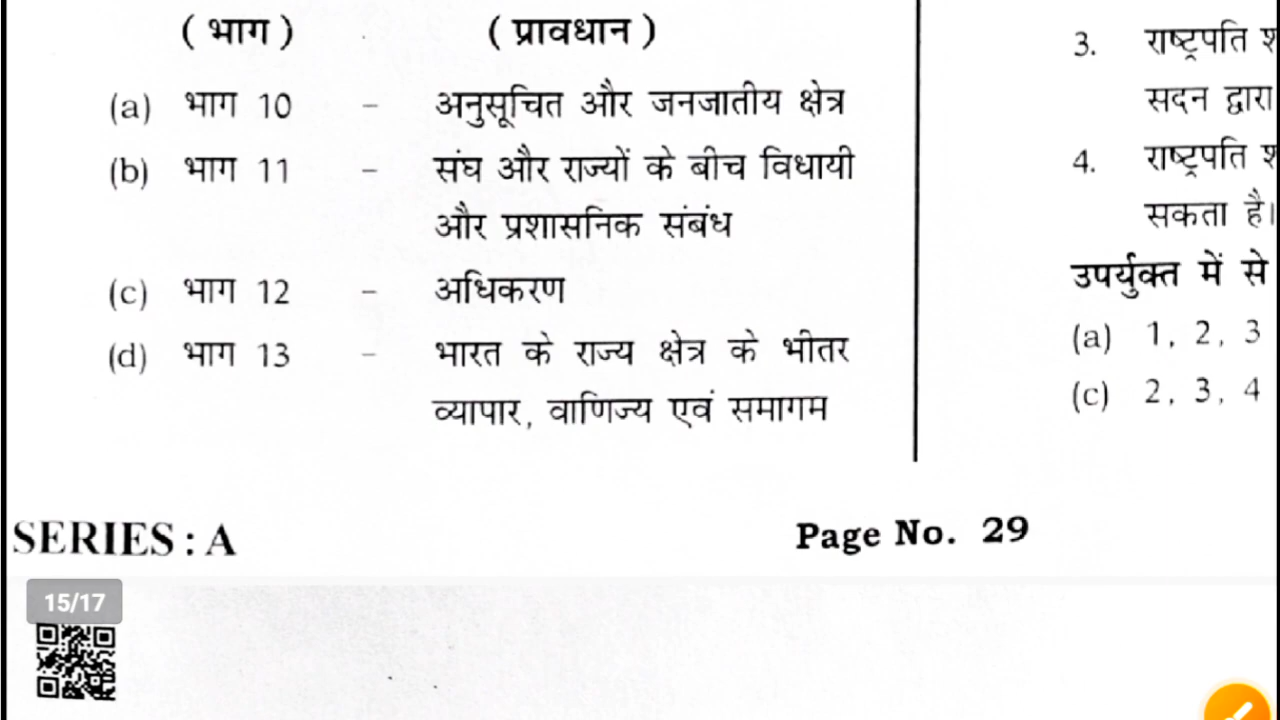 ( भाग )	( प्रावधान )
(a) भाग 10 - अनुसूचित और जनजातीय क्षेत्र
(b) भाग 11 - संघ और राज्यों के बीच विधायी
और प्रशासनिक संबंध
(c) भाग 12 - अधिकरण
(d) भाग 13 - भारत के राज्य क्षेत्र के भीतर
व्यापार, वाणिज्य एवं समागम
3. राष्ट्रपति
सदन द्वारा
4. राष्ट्रपति
सकता है।
उपर्युक्त में से
(a) 1, 2, 3
(c) 2, 3, 4
SERIES : A
Page No. 29
15/17